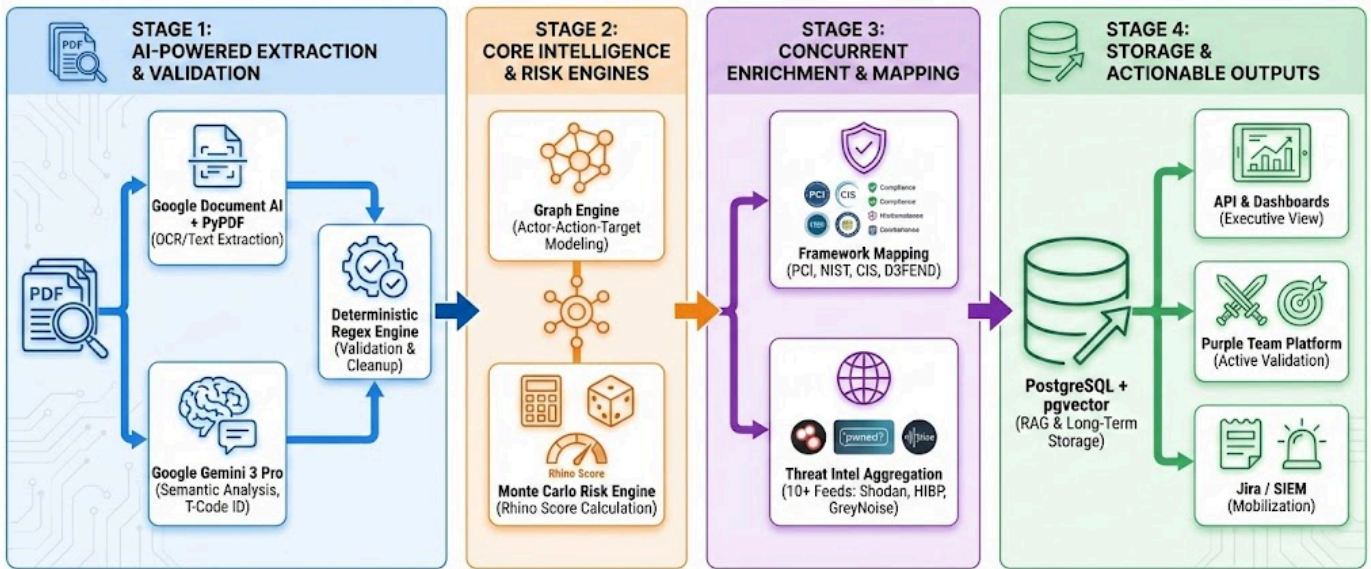 STAGE 1:
AI-POWERED EXTRACTION
& VALIDATION
PDF
PDF
Google Document AI
+ PyPDF
(OCR/Text Extraction)
Google Gemini 3 Pro
(Semantic Analysis,
T-Code ID)
Deterministic
Regex Engine
(Validation &
Cleanup)
STAGE 2:
CORE INTELLIGENCE
& RISK ENGINES
Graph Engine
(Actor-Action-Target
Modeling)
Rhino Score
Monte Carlo Risk Engine
(Rhino Score Calculation)
STAGE 3:
CONCURRENT
ENRICHMENT & MAPPING
PCI
CIS
Compliance
Compliance
Framework Mapping
(PCI, NIST, CIS, D3FEND)
'pwned?
Threat Intel Aggregation
(10+ Feeds: Shodan, HIBP,
GreyNoise)
STAGE 4:
STORAGE &
ACTIONABLE OUTPUTS
PostgreSQL +
pgvector
(RAG & Long-Term
Storage)
API & Dashboards
(Executive View)
Purple Team Platform
(Active Validation)
Jira / SIEM
(Mobilization)